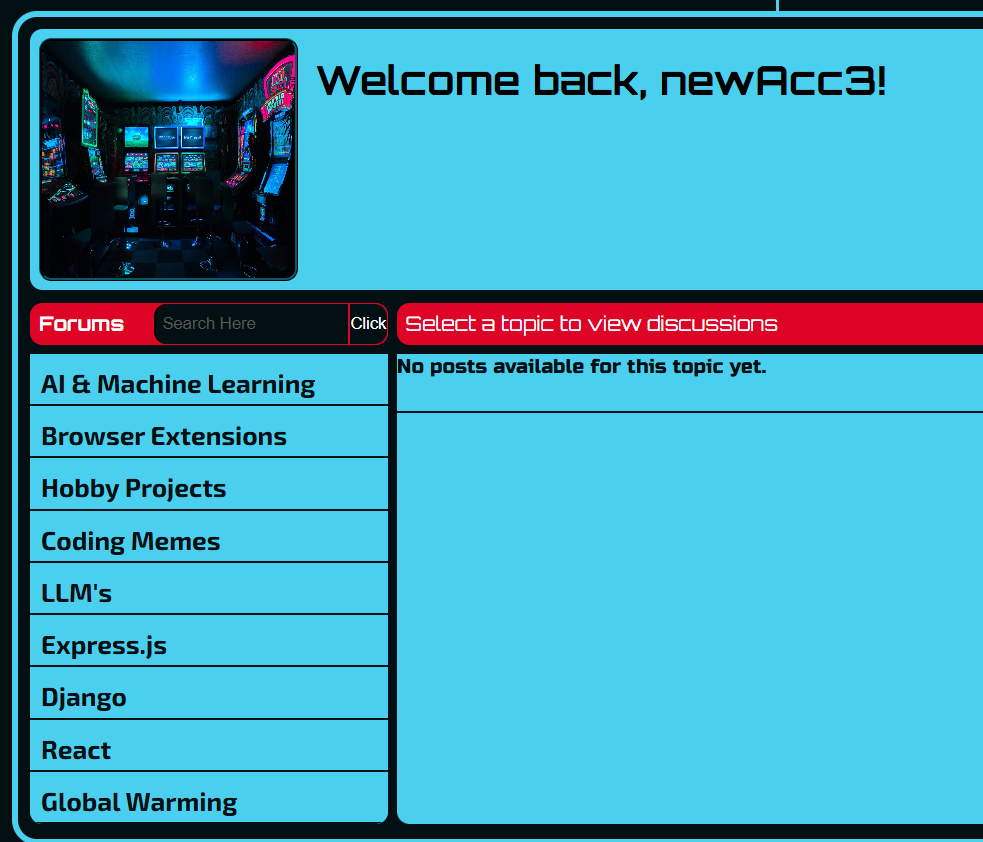 Welcome back, newAcc3!
Forums
Search Here
Click
Select a topic to view discussions
AI & Machine Learning
Browser Extensions
Hobby Projects
Coding Memes
LLM's
Express.js
Django
React
Global Warming
No posts available for this topic yet.